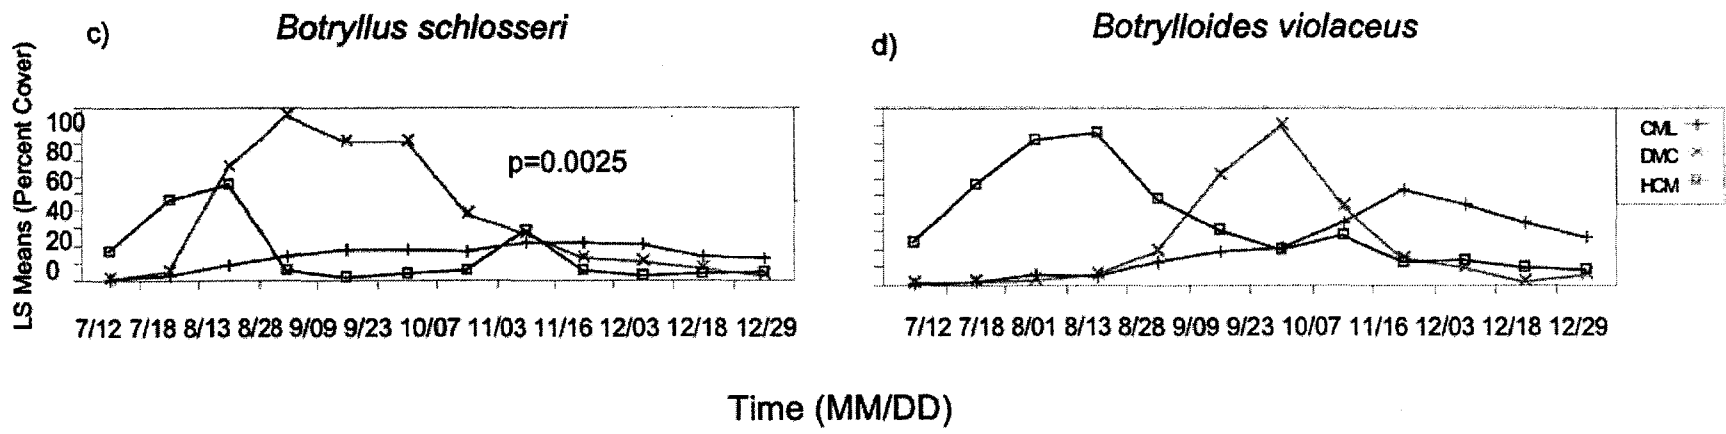 c) Botryllus schlosseri
LS Means (Percent Cover)
100
80
60
40
20
0
p=0.0025
7/12 7/18 8/13 8/28 9/09 9/23 10/07 11/03 11/16 12/03 12/18 12/29
d) Botrylloides violaceus
CML
DMC
HCM
7/12 7/18 8/01 8/13 8/28 9/09 9/23 10/07 11/16 12/03 12/18 12/29
Time (MM/DD)